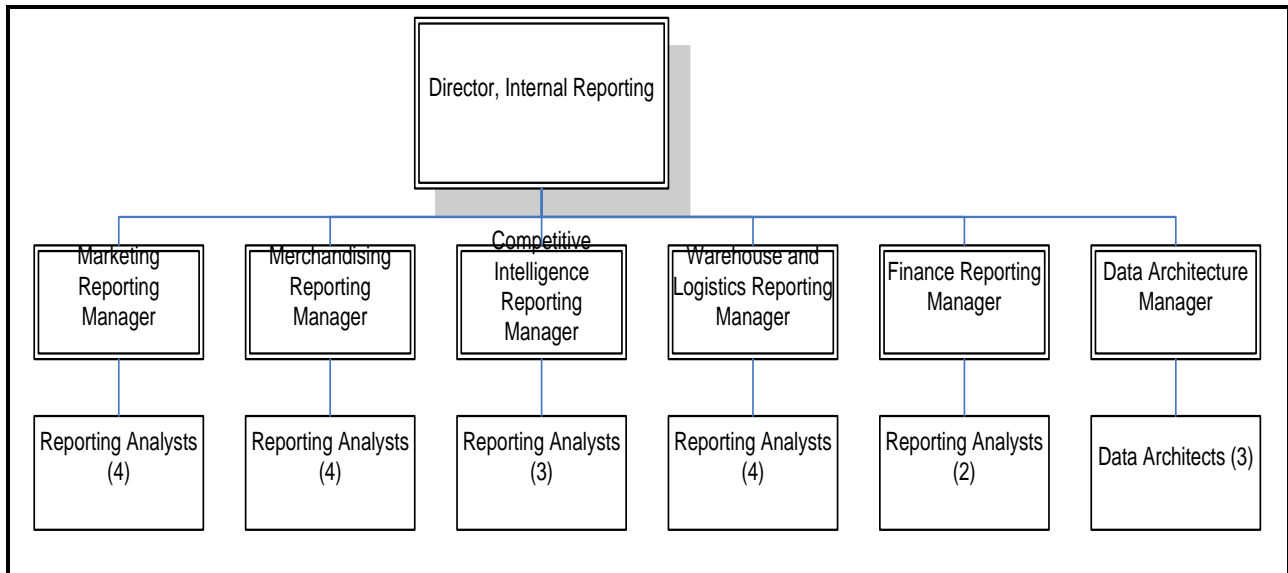 Director, Internal Reporting
Marketing
Reporting
Manager
Merchandising
Reporting
Manager
Competitive
Intelligence
Reporting
Manager
Warehouse and
Logistics Reporting
Manager
Finance Reporting
Manager
Data Architecture
Manager
Reporting Analysts
(4)
Reporting Analysts
(4)
Reporting Analysts
(3)
Reporting Analysts
(4)
Reporting Analysts
(2)
Data Architects (3)